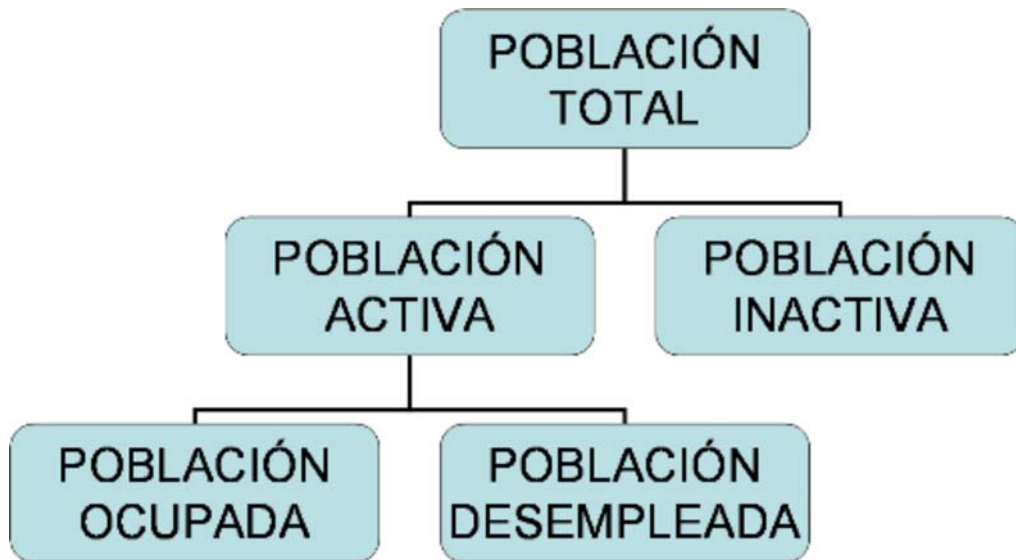 POBLACIÓN
TOTAL
POBLACIÓN
ACTIVA
POBLACIÓN
INACTIVA
POBLACIÓN
OCUPADA
POBLACIÓN
DESEMPLEADA